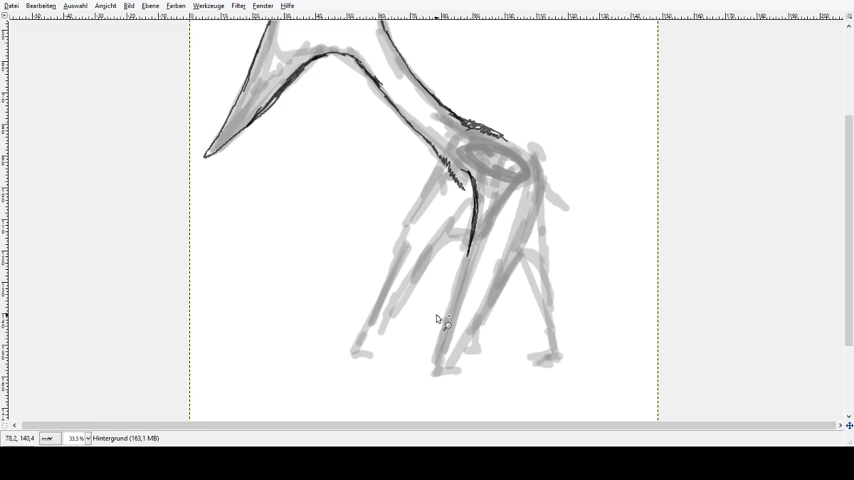 Datei Bearbeiten Auswahl Ansicht Bild Ebene Farben Werkzeuge Filter Fenster Hilfe
78,2, 140,4 mm 33,3 % Hintergrund (163,1 MB)